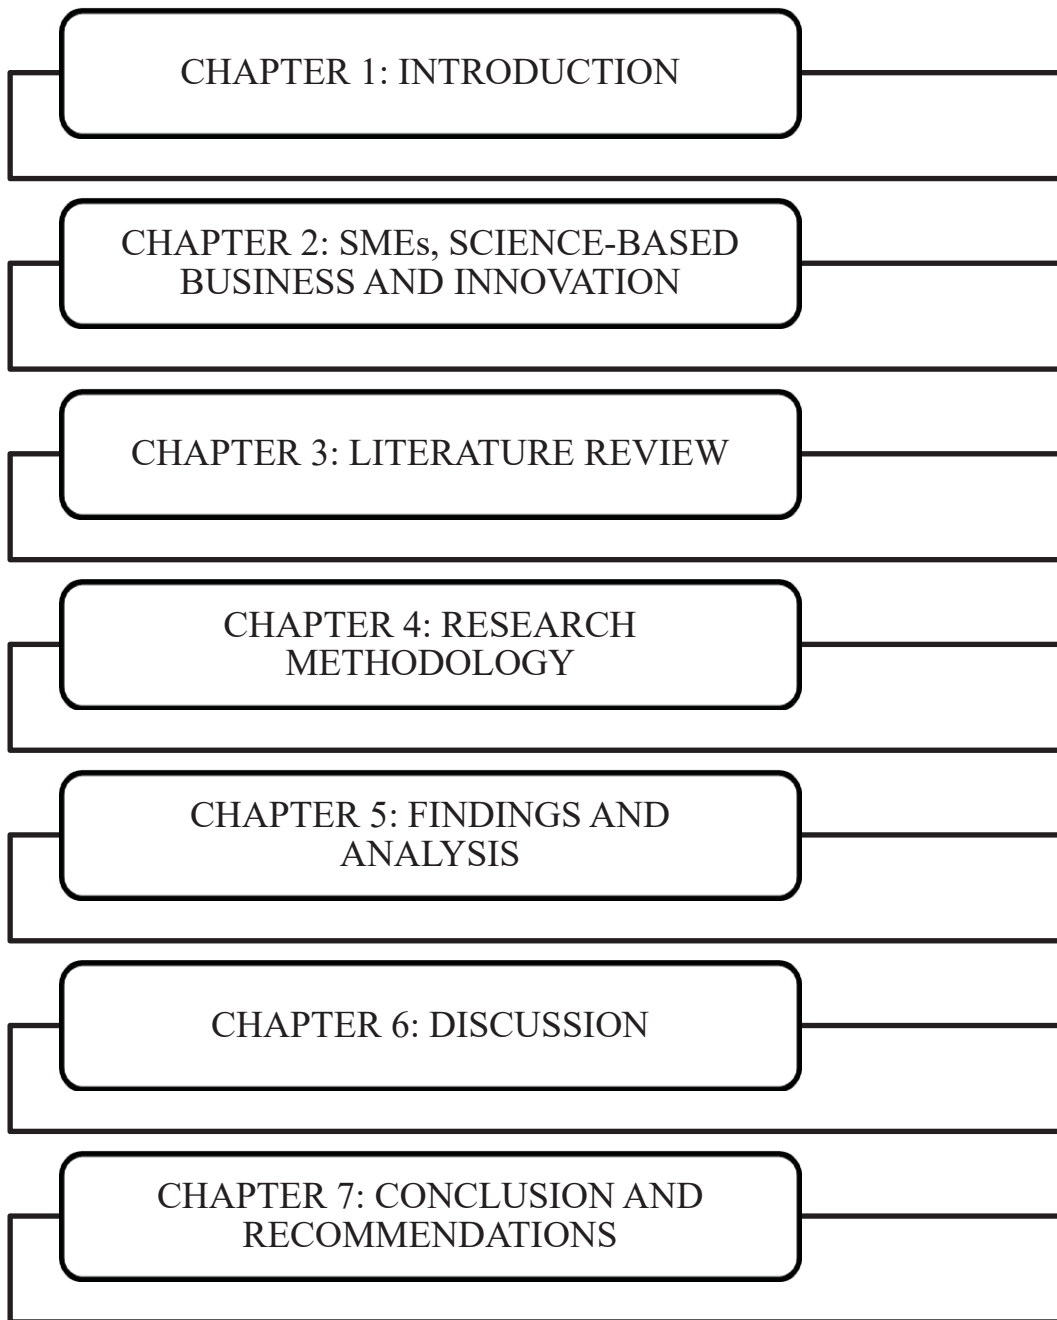 CHAPTER 1: INTRODUCTION
CHAPTER 2: SMEs, SCIENCE-BASED
BUSINESS AND INNOVATION
CHAPTER 3: LITERATURE REVIEW
CHAPTER 4: RESEARCH
METHODOLOGY
CHAPTER 5: FINDINGS AND
ANALYSIS
CHAPTER 6: DISCUSSION
CHAPTER 7: CONCLUSION AND
RECOMMENDATIONS